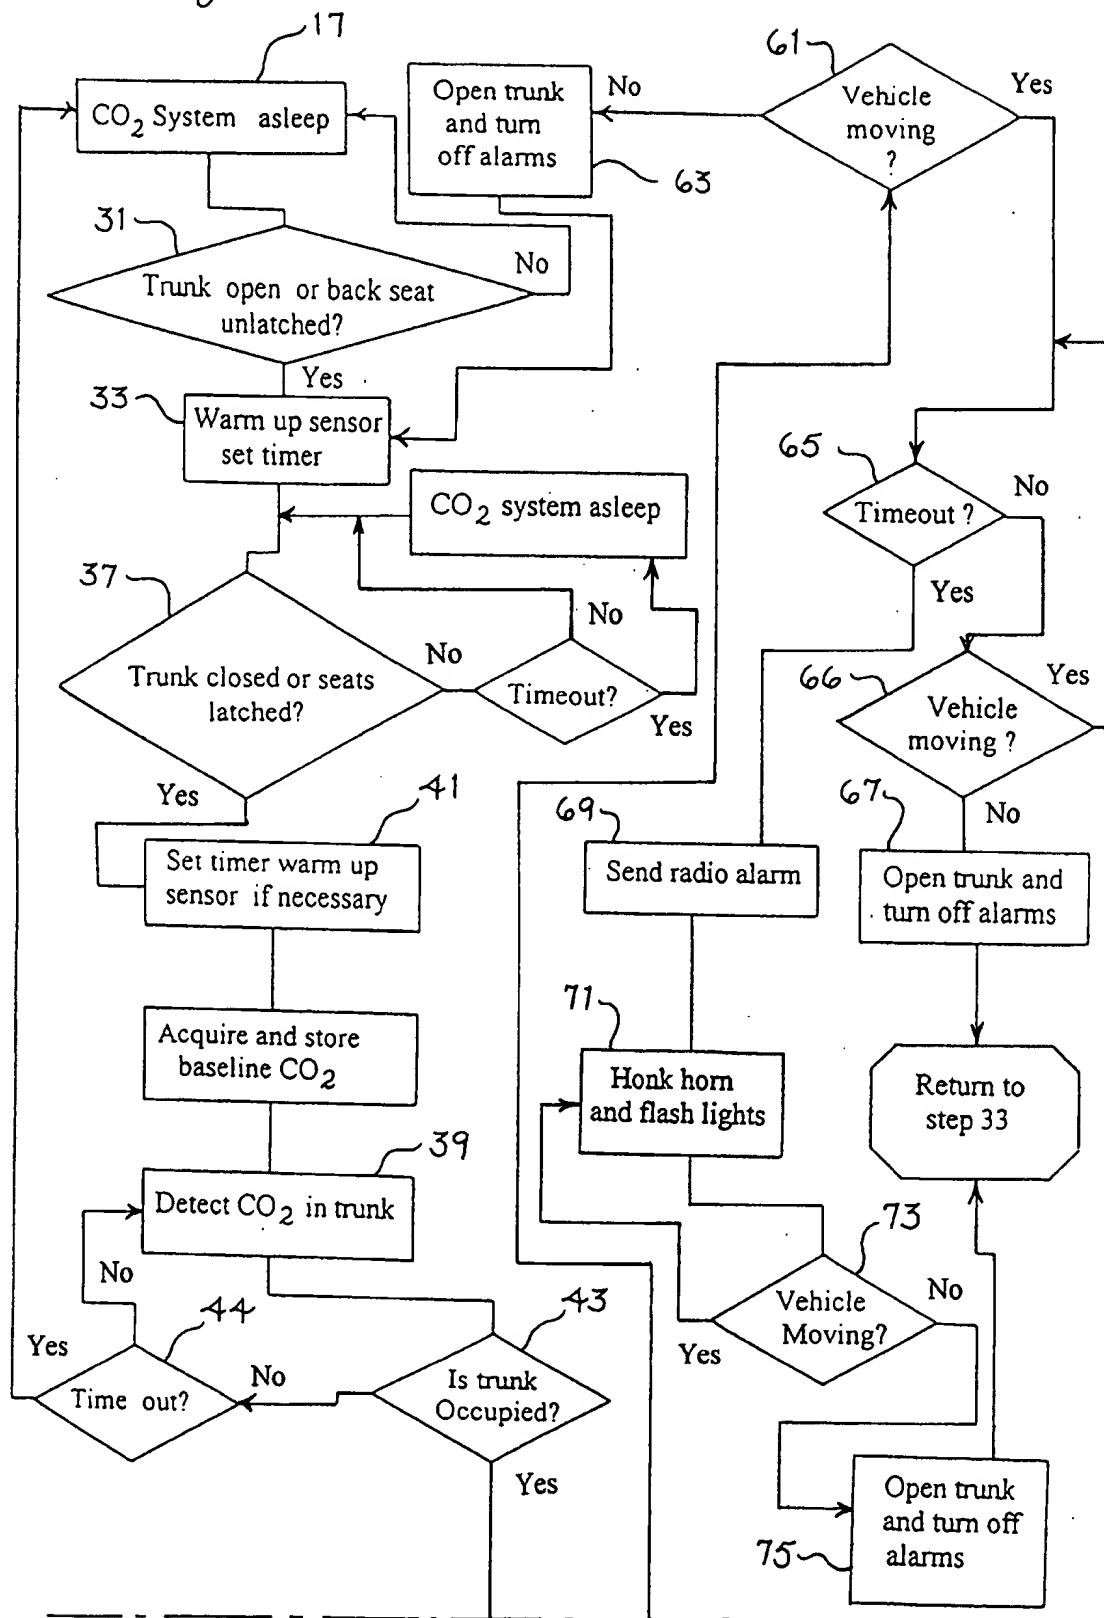 17
CO2 System asleep
Open trunk
and turn
off alarms
63
No
61
Vehicle
moving
?
Yes
31
Trunk open or back seat
unlatched?
No
Yes
33
Warm up sensor
set timer
CO2 system asleep
65
Timeout ?
No
Yes
37
Trunk closed or seats
latched?
No
Timeout?
No
Yes
Yes
66
Vehicle
moving ?
Yes
No
41
Set timer warm up
sensor if necessary
69
Send radio alarm
67
Open trunk and
turn off alarms
Acquire and store
baseline CO2
71
Honk horn
and flash lights
Return to
step 33
39
Detect CO2 in trunk
No
44
Time out?
Yes
No
43
Is trunk
Occupied?
Yes
73
Vehicle
Moving?
Yes
No
75
Open trunk
and turn off
alarms